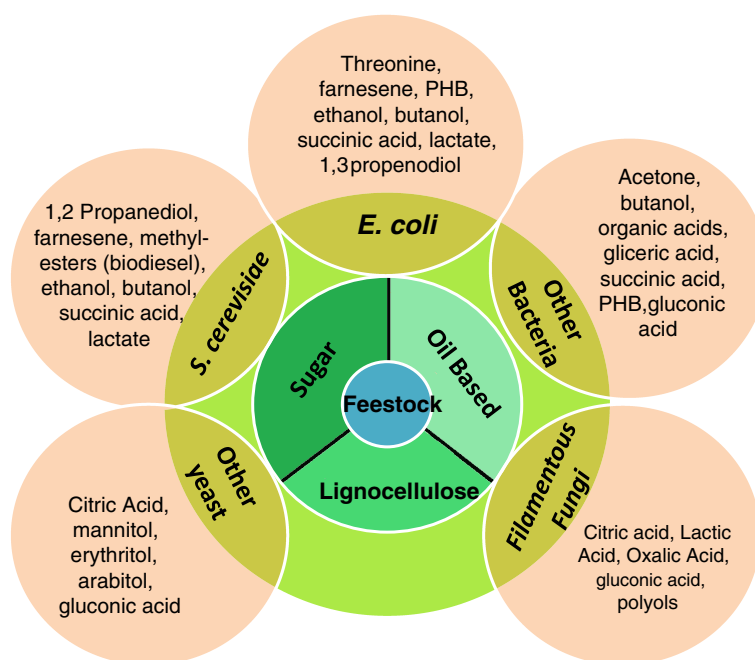 Threonine,
farnesene, PHB,
ethanol, butanol,
succinic acid, lactate,
1,3propenodiol
E. coli
1,2 Propanediol,
farnesene, methyl-
esters (biodiesel),
ethanol, butanol,
succinic acid,
lactate
S. cerevisiae
Acetone,
butanol,
organic acids,
gliceric acid,
succinic acid,
PHB,gluconic
acid
Other
Bacteria
Sugar
Oil Based
Feestock
Lignocellulose
Other
yeast
Citric Acid,
mannitol,
erythritol,
arabitol,
gluconic acid
Filamentous
Fungi
Citric acid, Lactic
Acid, Oxalic Acid,
gluconic acid,
polyols